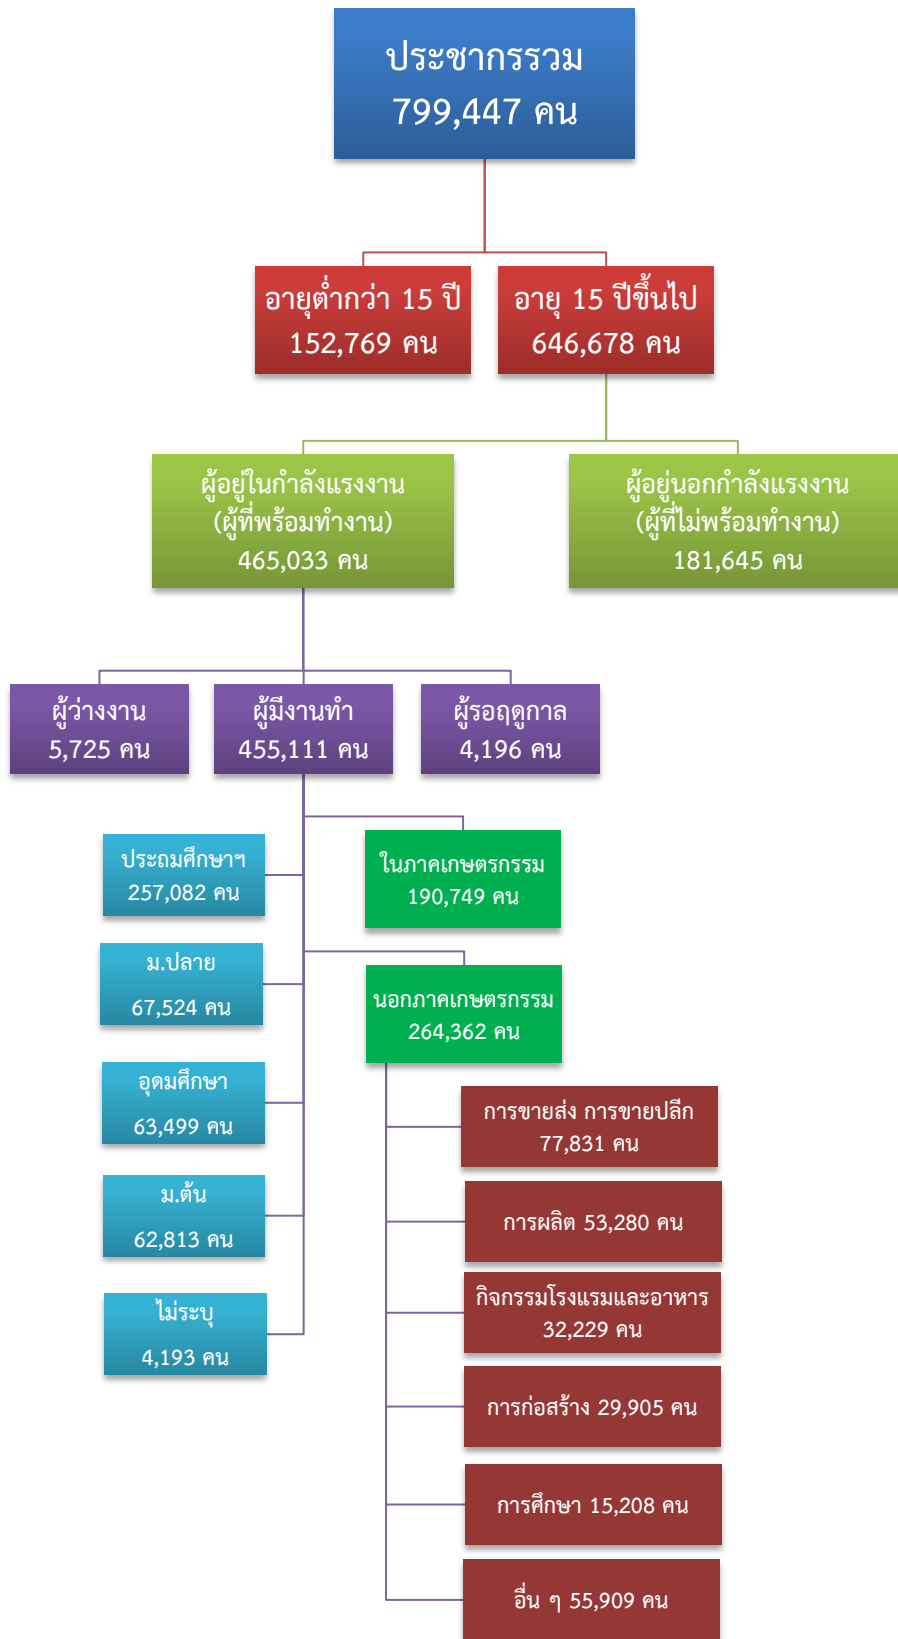 ประชากรรวม
799,447 คน
อายุต่ำกว่า 15 ปี
152,769 คน
อายุ 15 ปีขึ้นไป
646,678 คน
ผู้อยู่ในกำลังแรงงาน
(ผู้ที่พร้อมทำงาน)
465,033 คน
ผู้อยู่นอกกำลังแรงงาน
(ผู้ที่ไม่พร้อมทำงาน)
181,645 คน
ผู้ว่างงาน
5,725 คน
ผู้มีงานทำ
455,111 คน
ผู้รอฤดูกาล
4,196 คน
ประถมศึกษาฯ
257,082 คน
ม.ปลาย
67,524 คน
อุดมศึกษา
63,499 คน
ม.ต้น
62,813 คน
ไม่ระบุ
4,193 คน
ในภาคเกษตรกรรม
190,749 คน
นอกภาคเกษตรกรรม
264,362 คน
การขายส่ง การขายปลีก
77,831 คน
การผลิต 53,280 คน
กิจกรรมโรงแรมและอาหาร
32,229 คน
การก่อสร้าง 29,905 คน
การศึกษา 15,208 คน
อื่น ๆ 55,909 คน